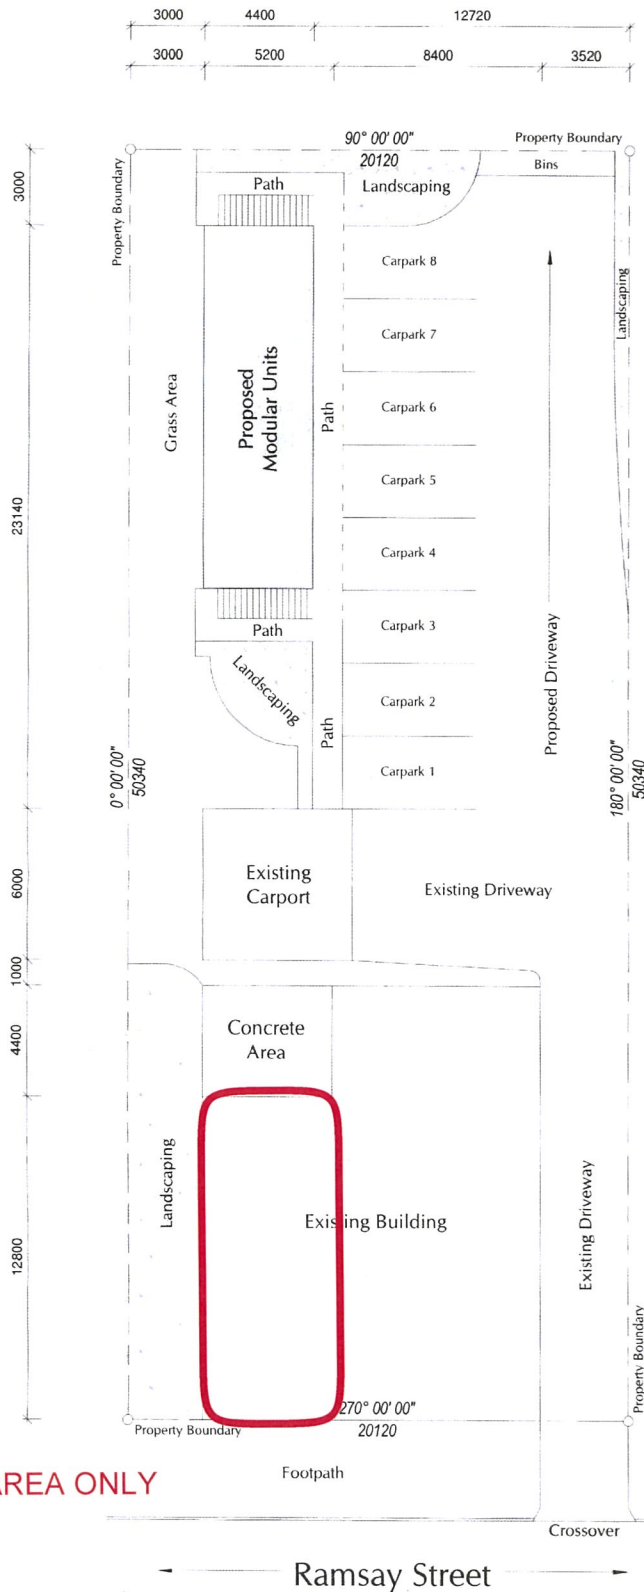 3000 4400 12720
3000 5200 8400 3520
90° 00' 00"
Property Boundary
20120
Bins
Path
Landscaping
3000
Property Boundary
Carpark 8
Landscaping
Carpark 7
Proposed
Modular Units
Grass Area
Path
Carpark 6
Carpark 5
23140
Carpark 4
Carpark 3
Path
Proposed Driveway
Landscaping
Carpark 2
Path
Carpark 1
0° 00' 00"
50340
180° 00' 00"
50340
6000
Existing
Carport
Existing Driveway
1000
4400
Concrete
Area
Landscaping
Existing Building
Existing Driveway
12800
Property Boundary
270° 00' 00"
Property Boundary
20120
AREA ONLY
Footpath
Crossover
Ramsay Street